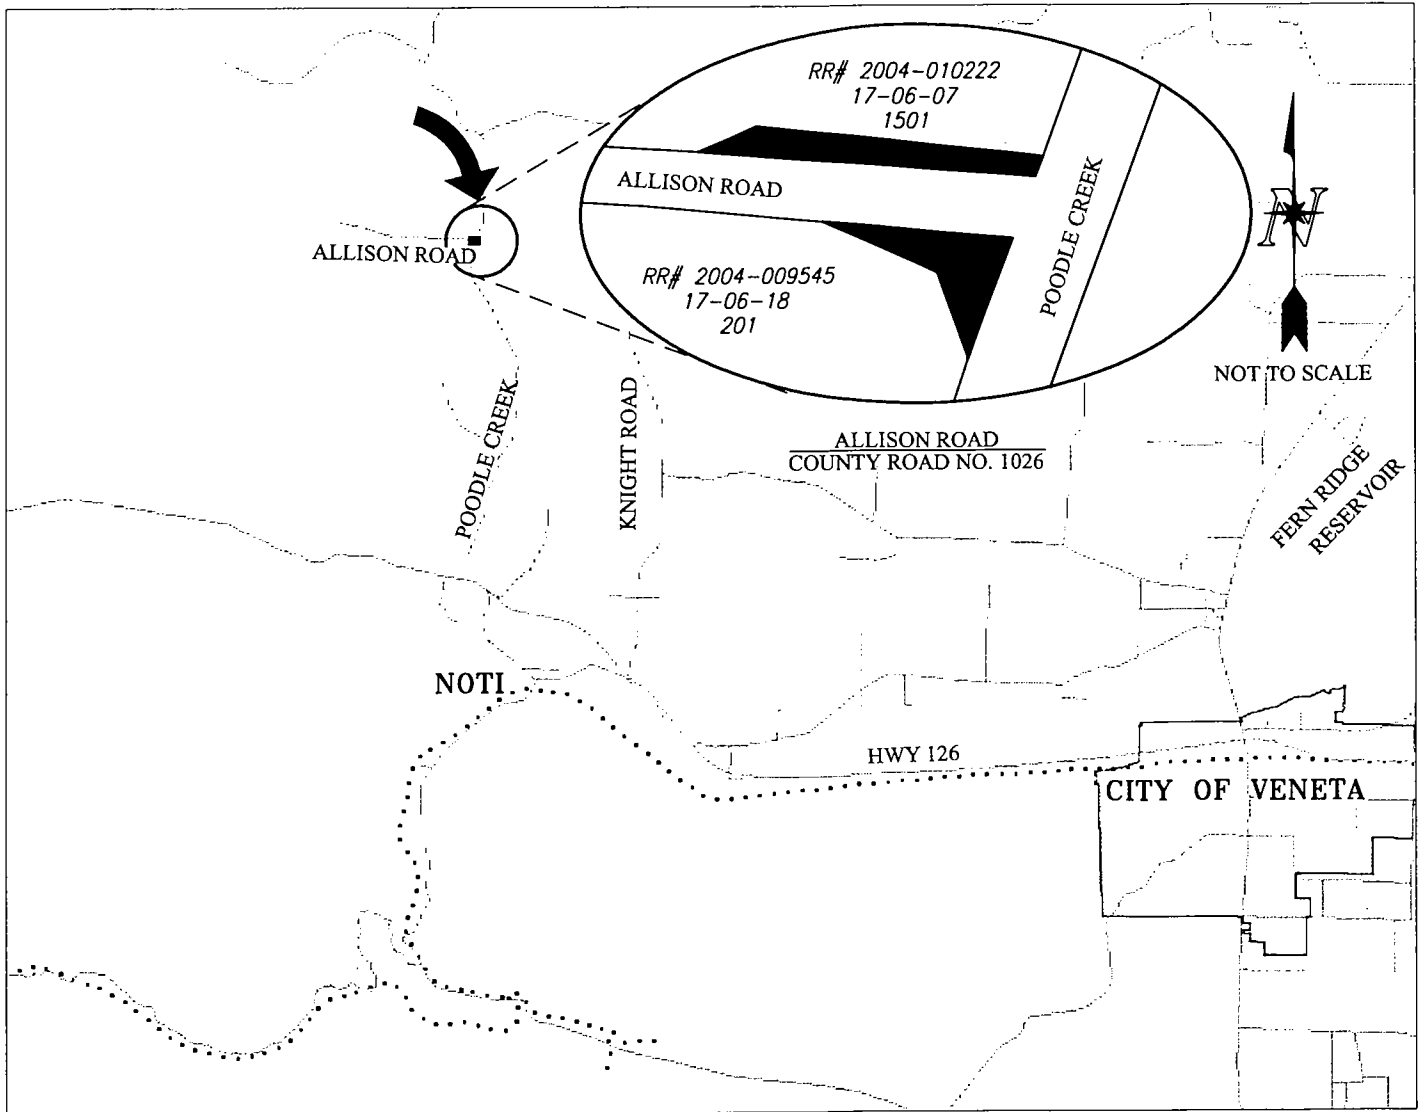 RR# 2004-010222
17-06-07
1501
ALLISON ROAD
POODLE CREEK
N
ALLISON ROAD
RR# 2004-009545
17-06-18
201
NOT TO SCALE
POODLE CREEK
KNIGHT ROAD
ALLISON ROAD
COUNTY ROAD NO. 1026
FERN RIDGE
RESERVOIR
NOTI
HWY 126
CITY OF VENETA